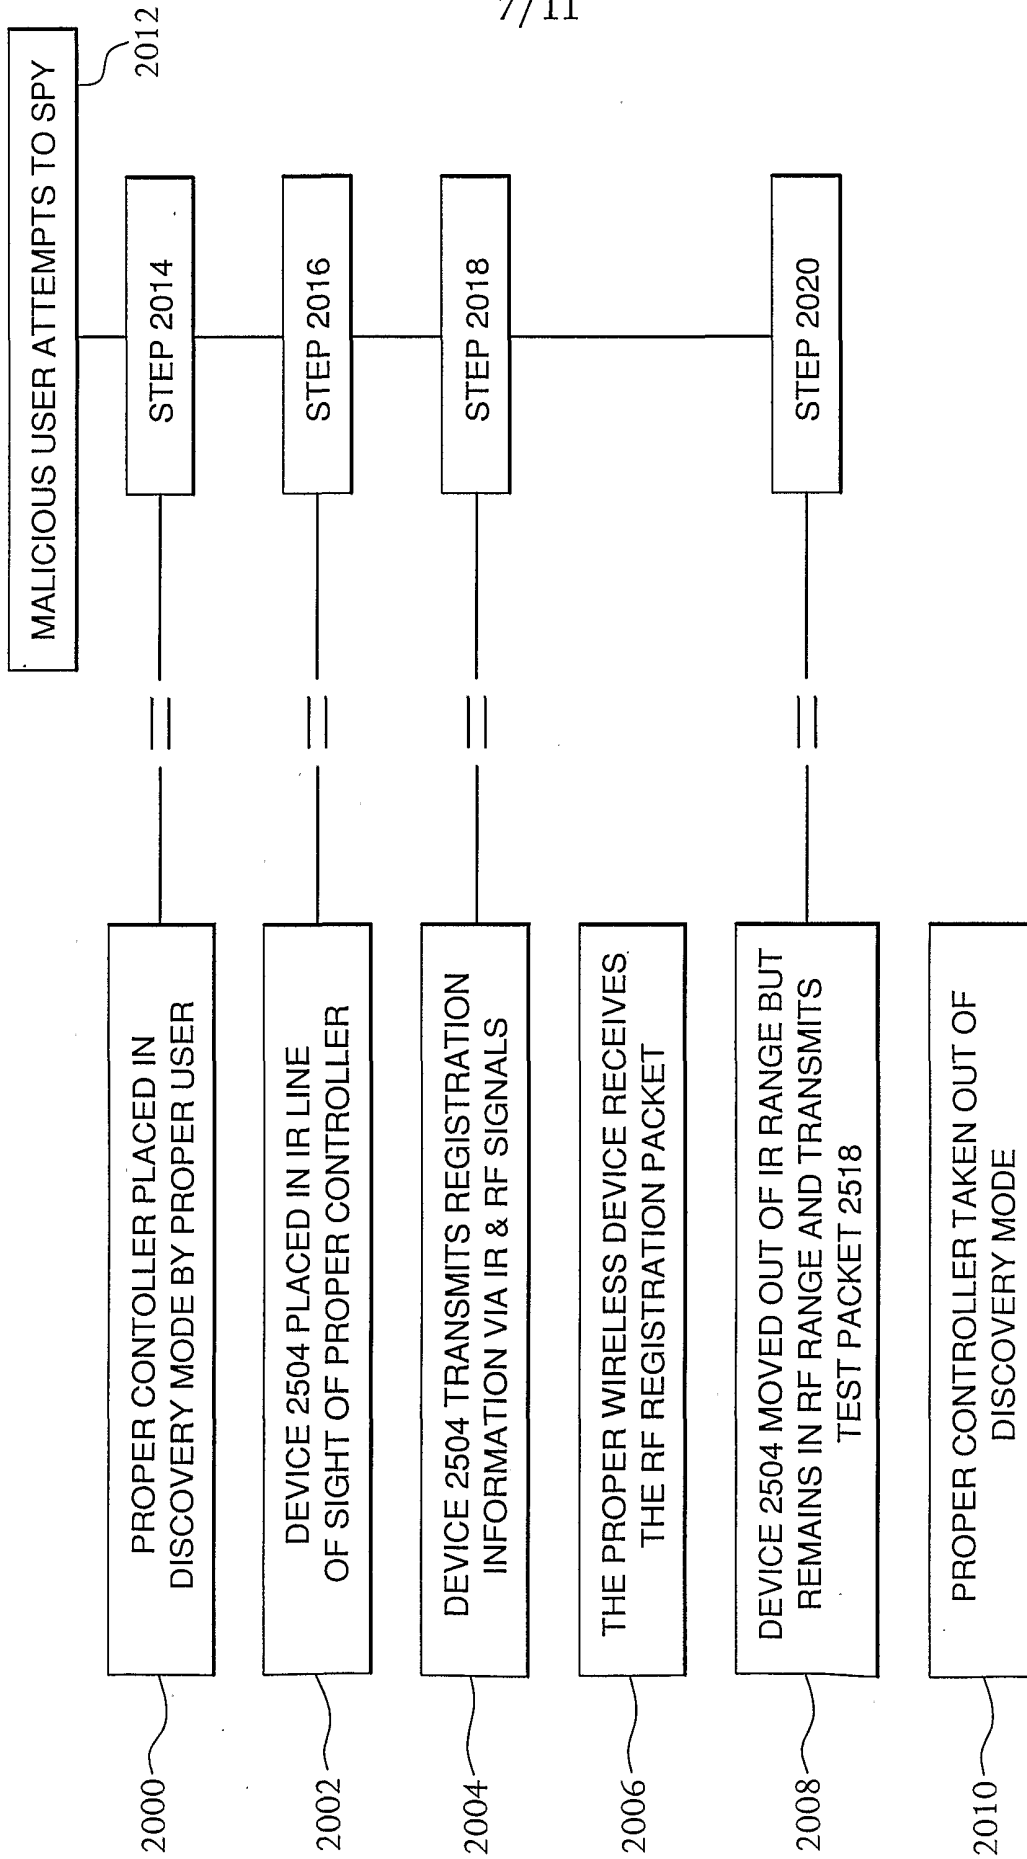 7/11
MALICIOUS USER ATTEMPTS TO SPY
2012
2000
PROPER CONTOLLER PLACED IN
DISCOVERY MODE BY PROPER USER
STEP 2014
2002
DEVICE 2504 PLACED IN IR LINE
OF SIGHT OF PROPER CONTROLLER
STEP 2016
2004
DEVICE 2504 TRANSMITS REGISTRATION
INFORMATION VIA IR & RF SIGNALS
STEP 2018
2006
THE PROPER WIRELESS DEVICE RECEIVES
THE RF REGISTRATION PACKET
2008
DEVICE 2504 MOVED OUT OF IR RANGE BUT
REMAINS IN RF RANGE AND TRANSMITS
TEST PACKET 2518
STEP 2020
2010
PROPER CONTROLLER TAKEN OUT OF
DISCOVERY MODE